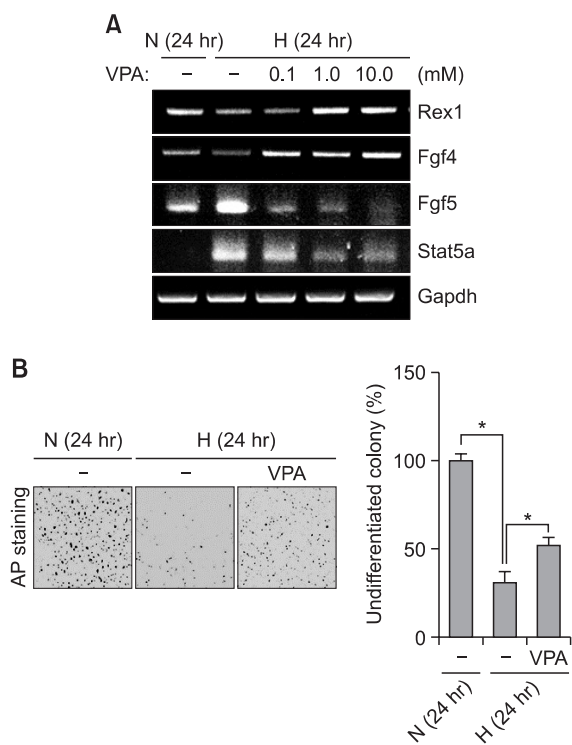 A
N (24 hr) H (24 hr)
VPA: – – 0.1 1.0 10.0 (mM)
Rex1
Fgf4
Fgf5
Stat5a
Gapdh
B
N (24 hr) H (24 hr)
– – VPA
AP staining
Undifferentiated colony (%)
150
100
50
0
* *
– – VPA
N (24 hr) H (24 hr)